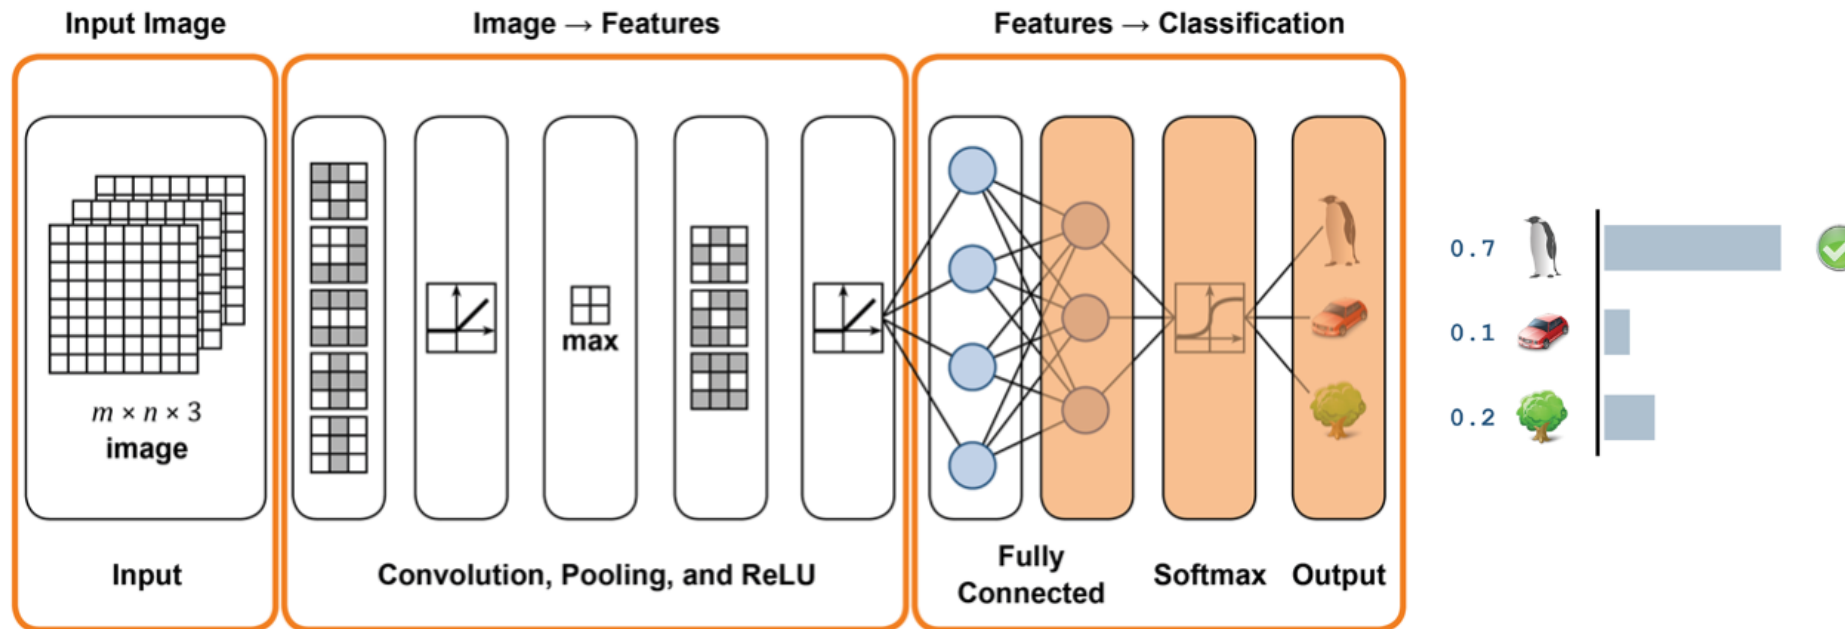 Input Image
Image → Features
Features → Classification
max
m × n × 3
image
Input
Convolution, Pooling, and ReLU
Fully
Connected
Softmax
Output
0.7
0.1
0.2